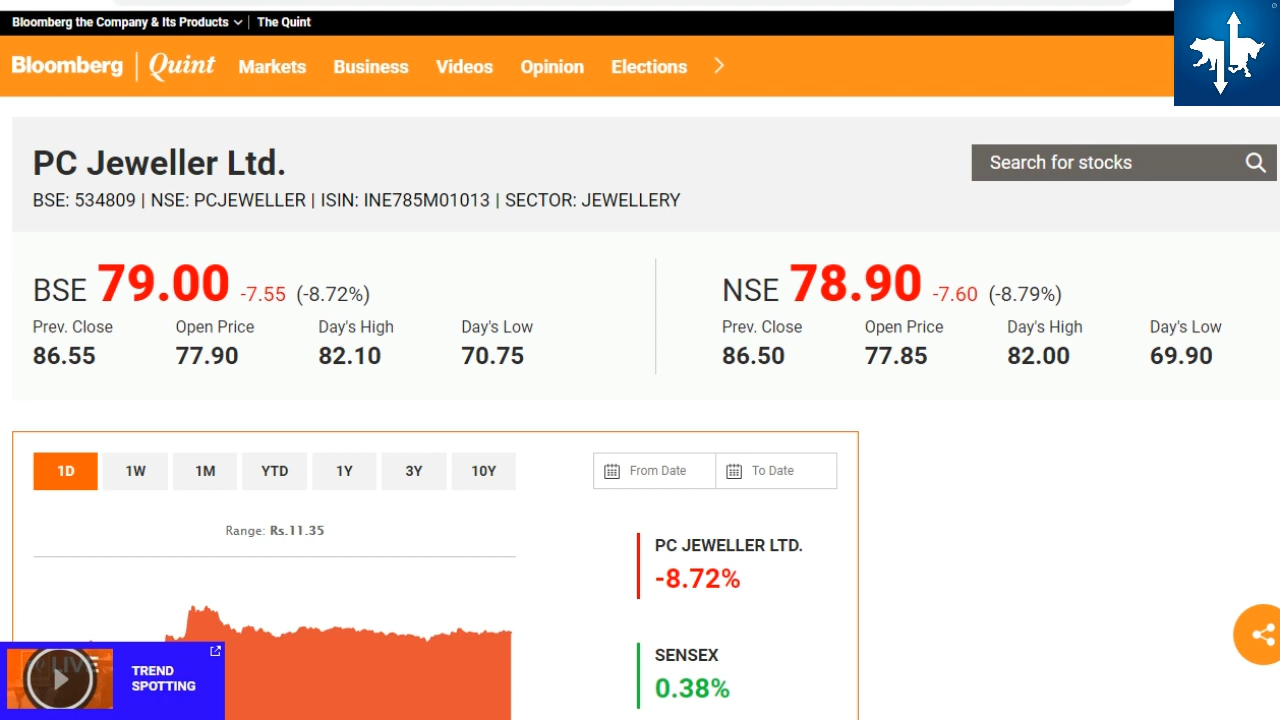 Bloomberg the Company & Its Products | The Quint
Bloomberg | Quint Markets Business Videos Opinion Elections
PC Jeweller Ltd.
Search for stocks
BSE: 534809 | NSE: PCJEWELLER | ISIN: INE785M01013 | SECTOR: JEWELLERY
BSE 79.00 -7.55 (-8.72%)
Prev. Close Open Price Day's High Day's Low
86.55 77.90 82.10 70.75
NSE 78.90 -7.60 (-8.79%)
Prev. Close Open Price Day's High Day's Low
86.50 77.85 82.00 69.90
1D 1W 1M YTD 1Y 3Y 10Y
From Date To Date
Range: Rs.11.35
PC JEWELLER LTD.
-8.72%
SENSEX
0.38%
LIVE
TREND
SPOTTING